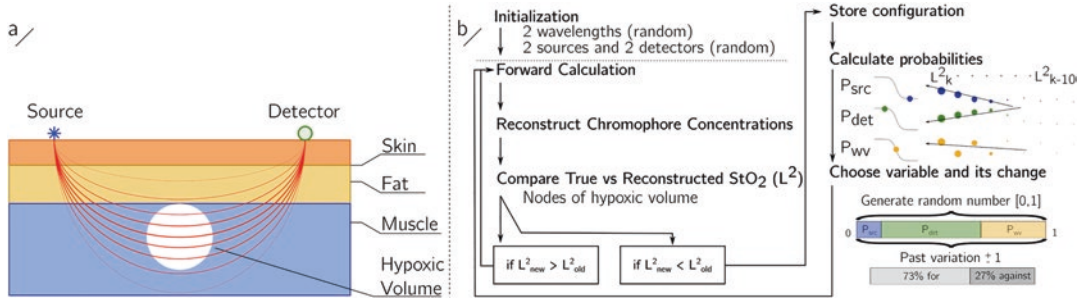 a
Source
Detector
Skin
Fat
Muscle
Hypoxic
Volume
b
Initialization
2 wavelengths (random)
2 sources and 2 detectors (random)
Forward Calculation
Reconstruct Chromophore Concentrations
Compare True vs Reconstructed StO₂ (L²)
Nodes of hypoxic volume
if L²new > L²old
if L²new < L²old
Store configuration
Calculate probabilities
Psrc
L²k
L²k-100
Pdet
Pwv
Choose variable and its change
Generate random number [0,1]
0
Psrc
Pdet
Pwv
1
Past variation ±1
73% for
27% against